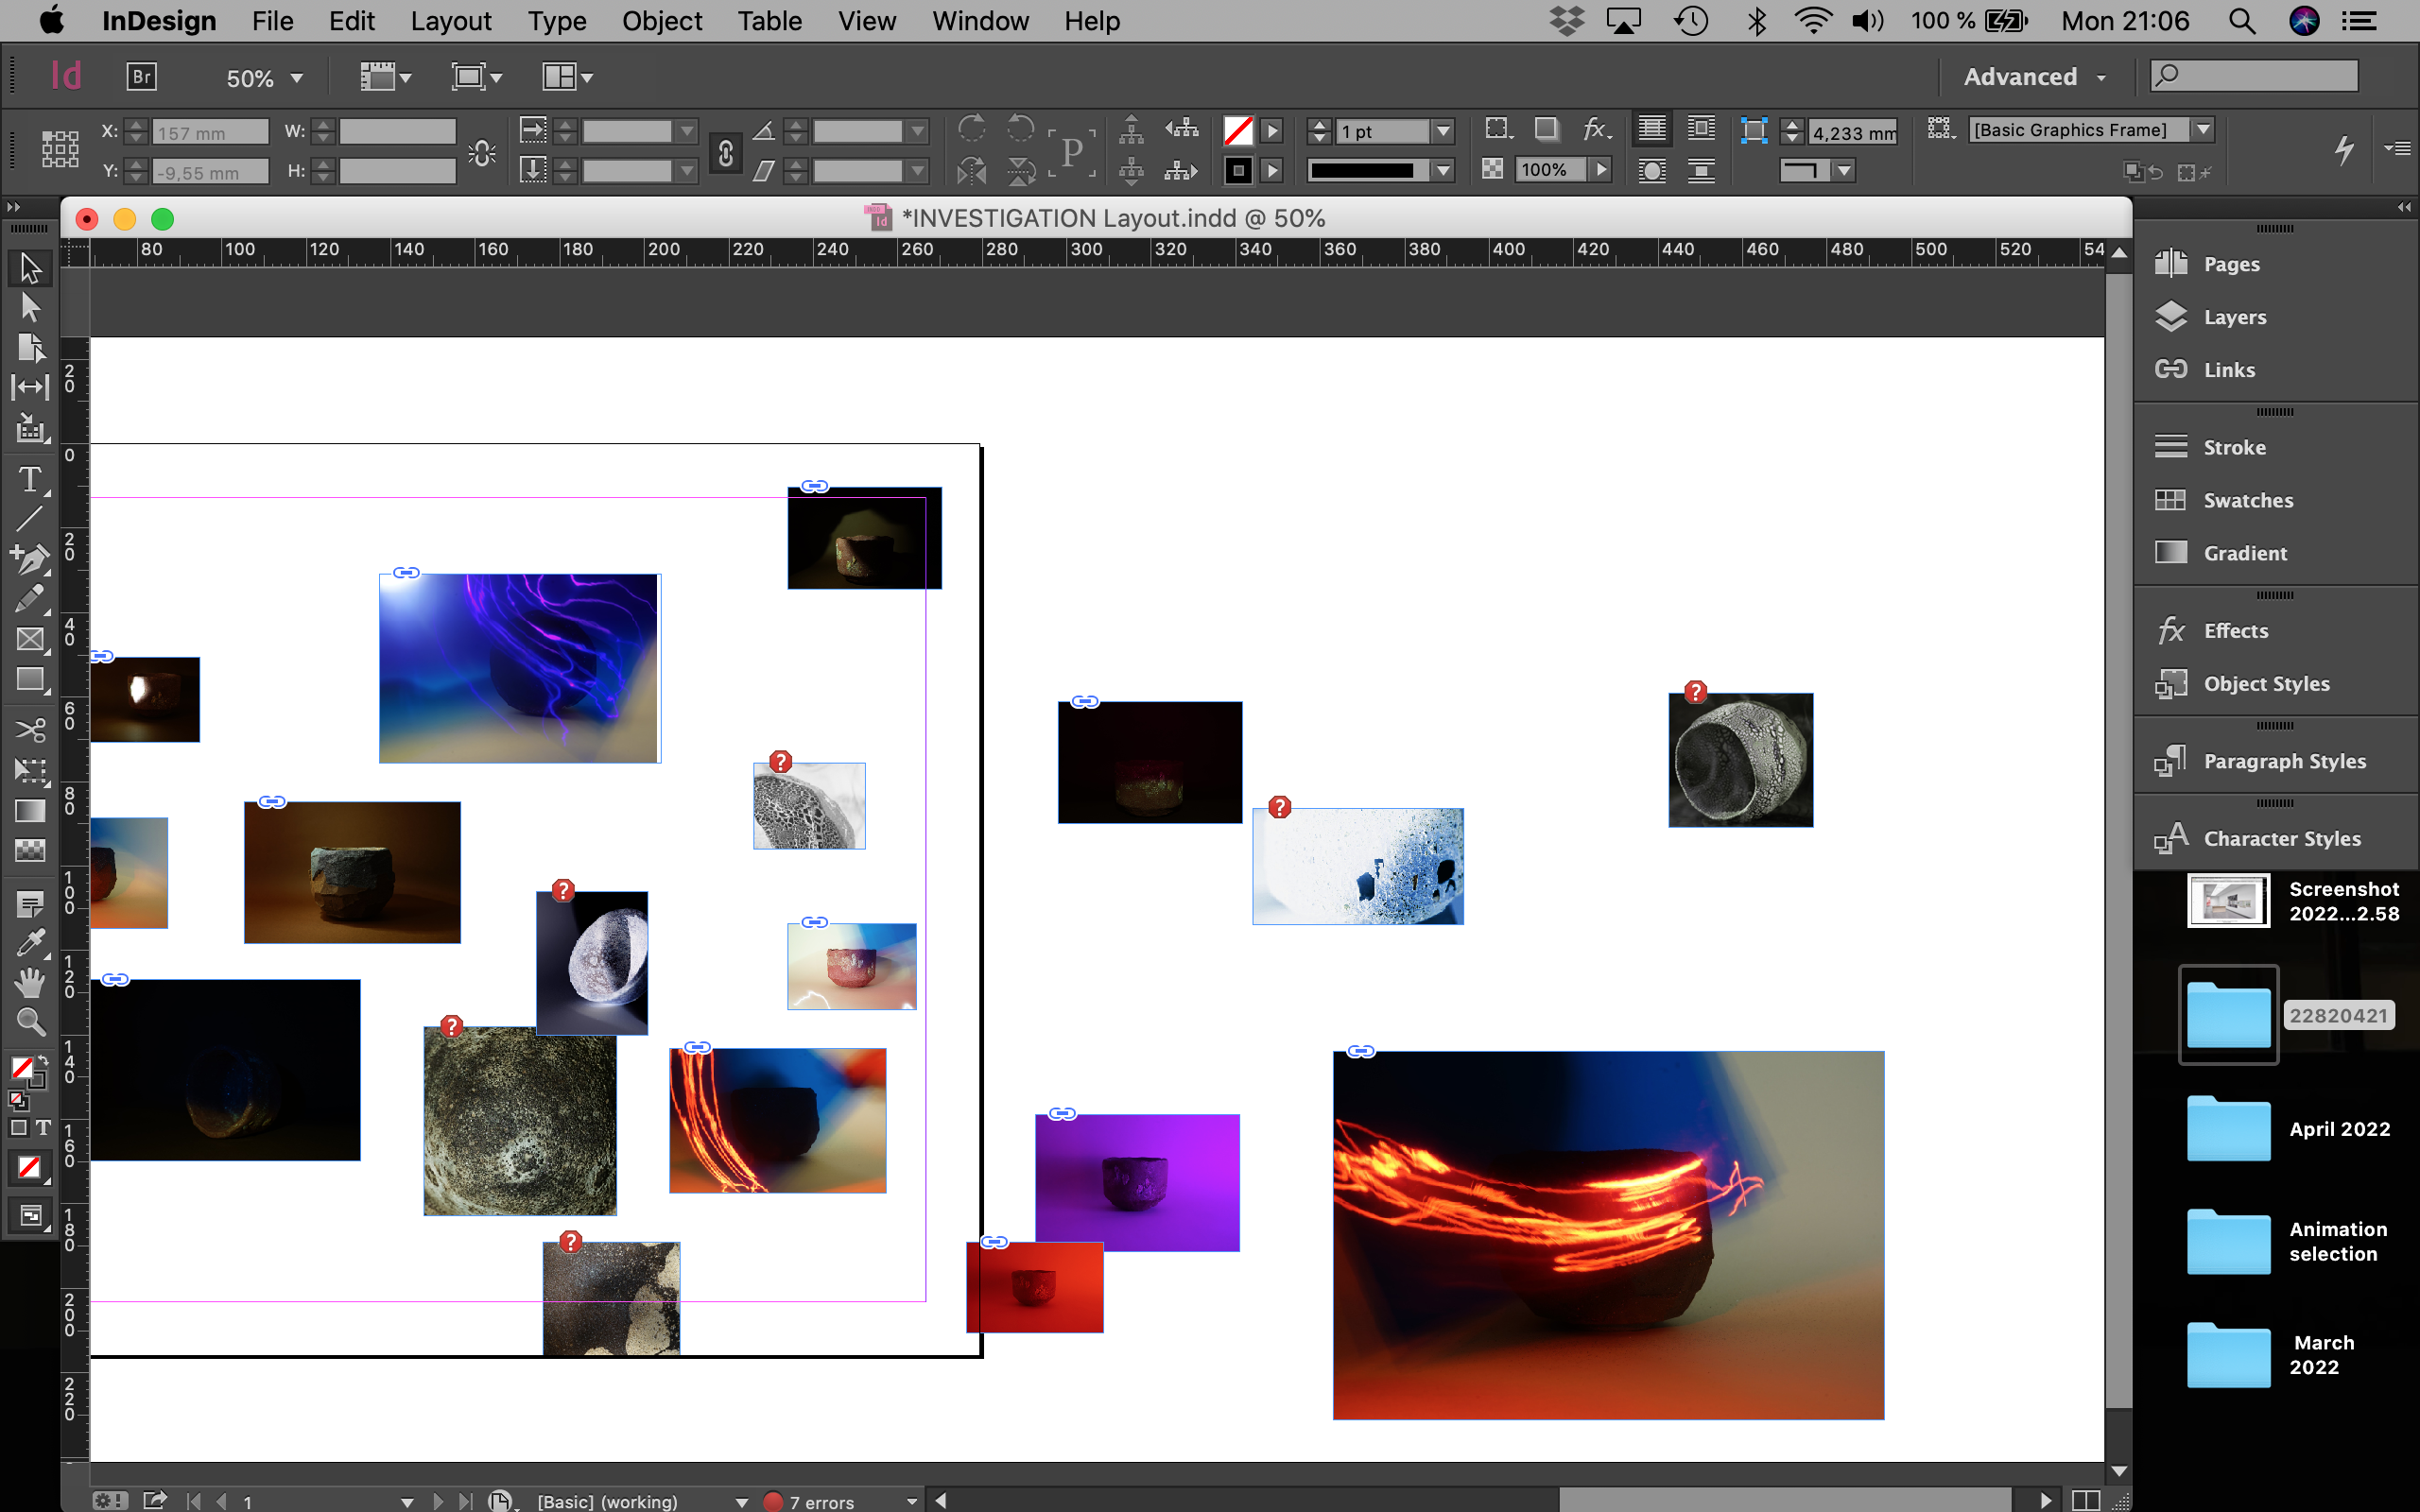 InDesign File Edit Layout Type Object Table View Window Help 100 % Mon 21:06
Id Br 50% Advanced
X: 157 mm W: 1 pt 4,233 mm [Basic Graphics Frame]
Y: -9,55 mm H: P 100%
*INVESTIGATION Layout.indd @ 50%
80 100 120 140 160 180 200 220 240 260 280 300 320 340 360 380 400 420 440 460 480 500 520 54
20
0
20
40
60
80
100
120
140
160
180
200
220
Pages
Layers
Links
Stroke
Swatches
Gradient
fx Effects
Object Styles
Paragraph Styles
Character Styles
Screenshot
2022...2.58
22820421
April 2022
Animation
selection
March
2022
1 [Basic] (working) 7 errors